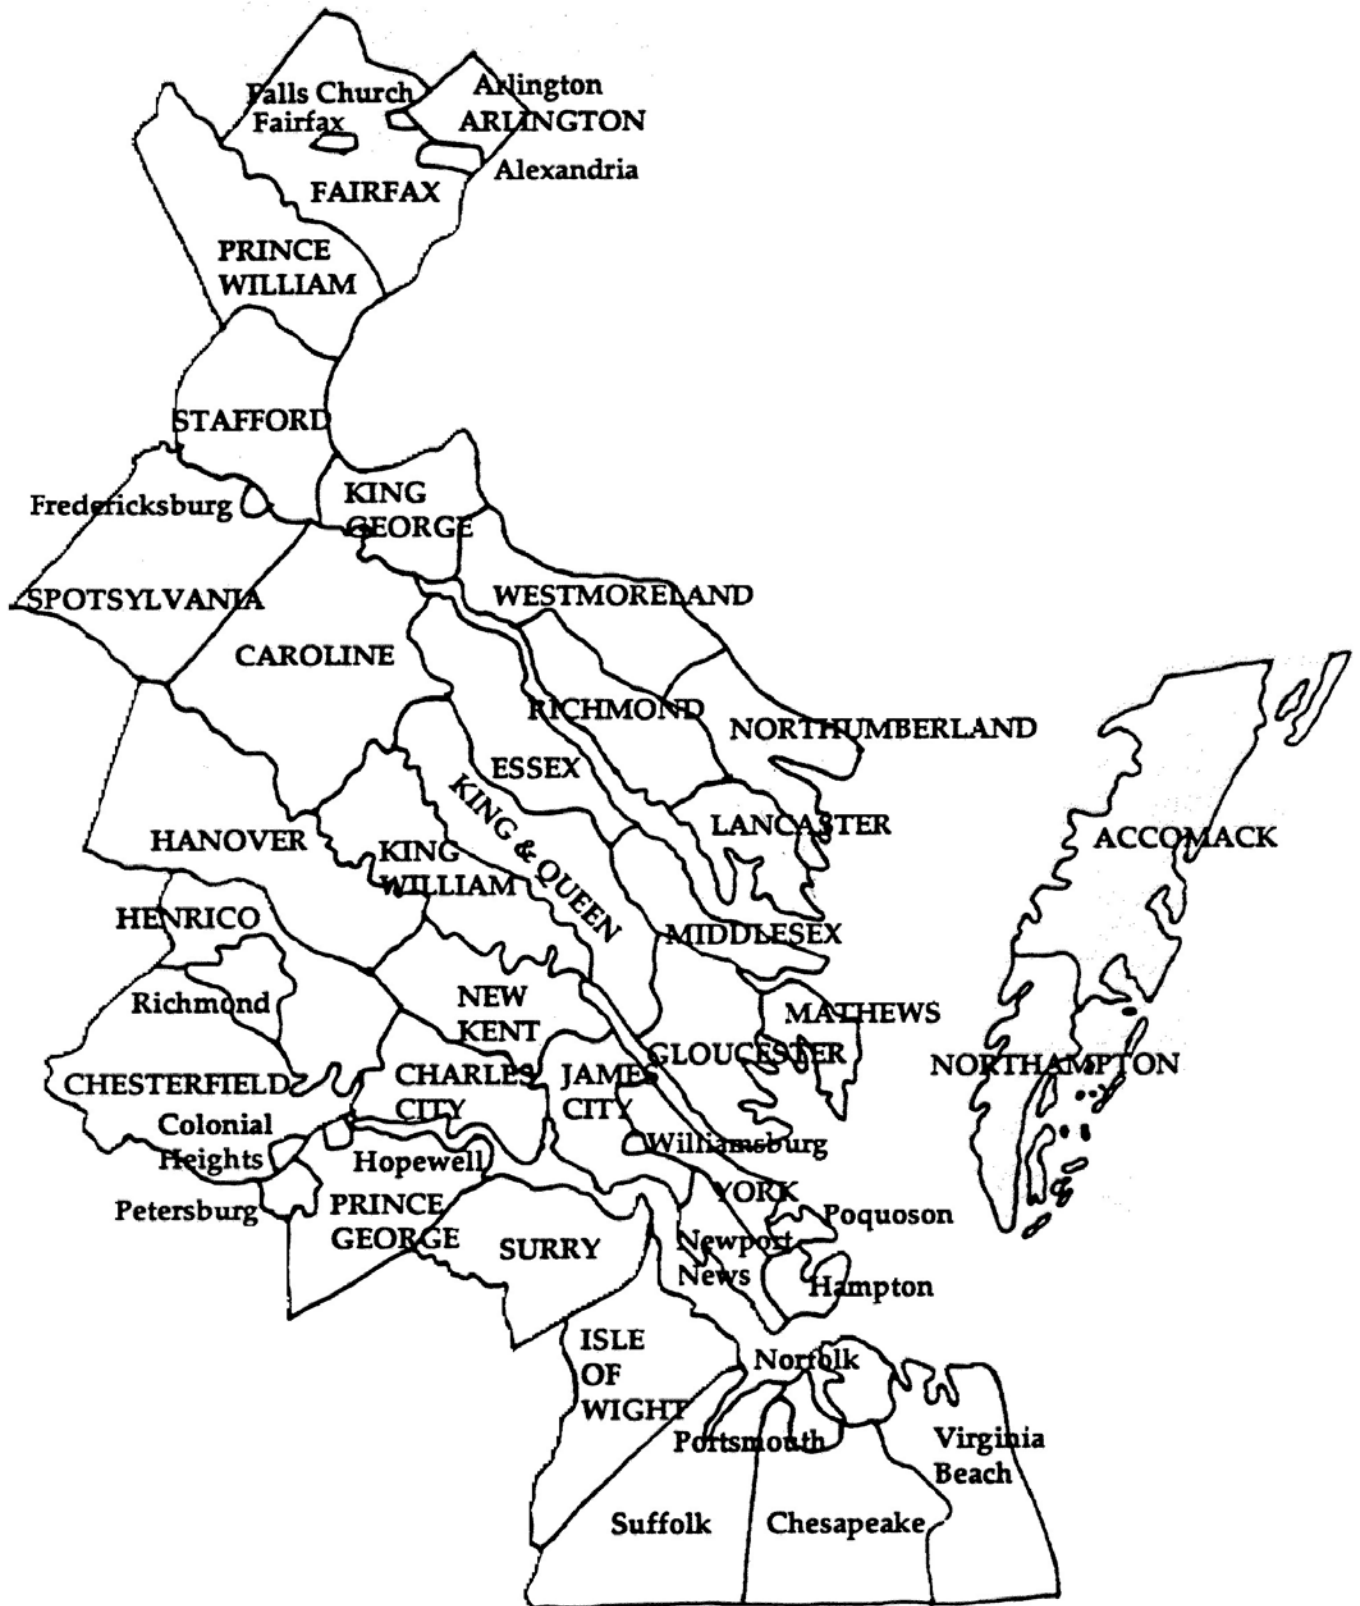 Falls Church
Arlington
Fairfax
ARLINGTON
Alexandria
FAIRFAX
PRINCE
WILLIAM
STAFFORD
Fredericksburg
KING
GEORGE
SPOTSYLVANIA
WESTMORELAND
CAROLINE
RICHMOND
NORTHUMBERLAND
ESSEX
KING & QUEEN
LANCASTER
ACCOMACK
HANOVER
KING
WILLIAM
HENRICO
MIDDLESEX
Richmond
NEW
KENT
MATHEWS
GLOUCESTER
NORTHAMPTON
CHESTERFIELD
CHARLES
CITY
JAMES
CITY
Colonial
Heights
Williamsburg
Hopewell
Petersburg
PRINCE
GEORGE
YORK
Poquoson
SURRY
Newport
News
Hampton
ISLE
OF
WIGHT
Norfolk
Portsmouth
Virginia
Beach
Suffolk
Chesapeake